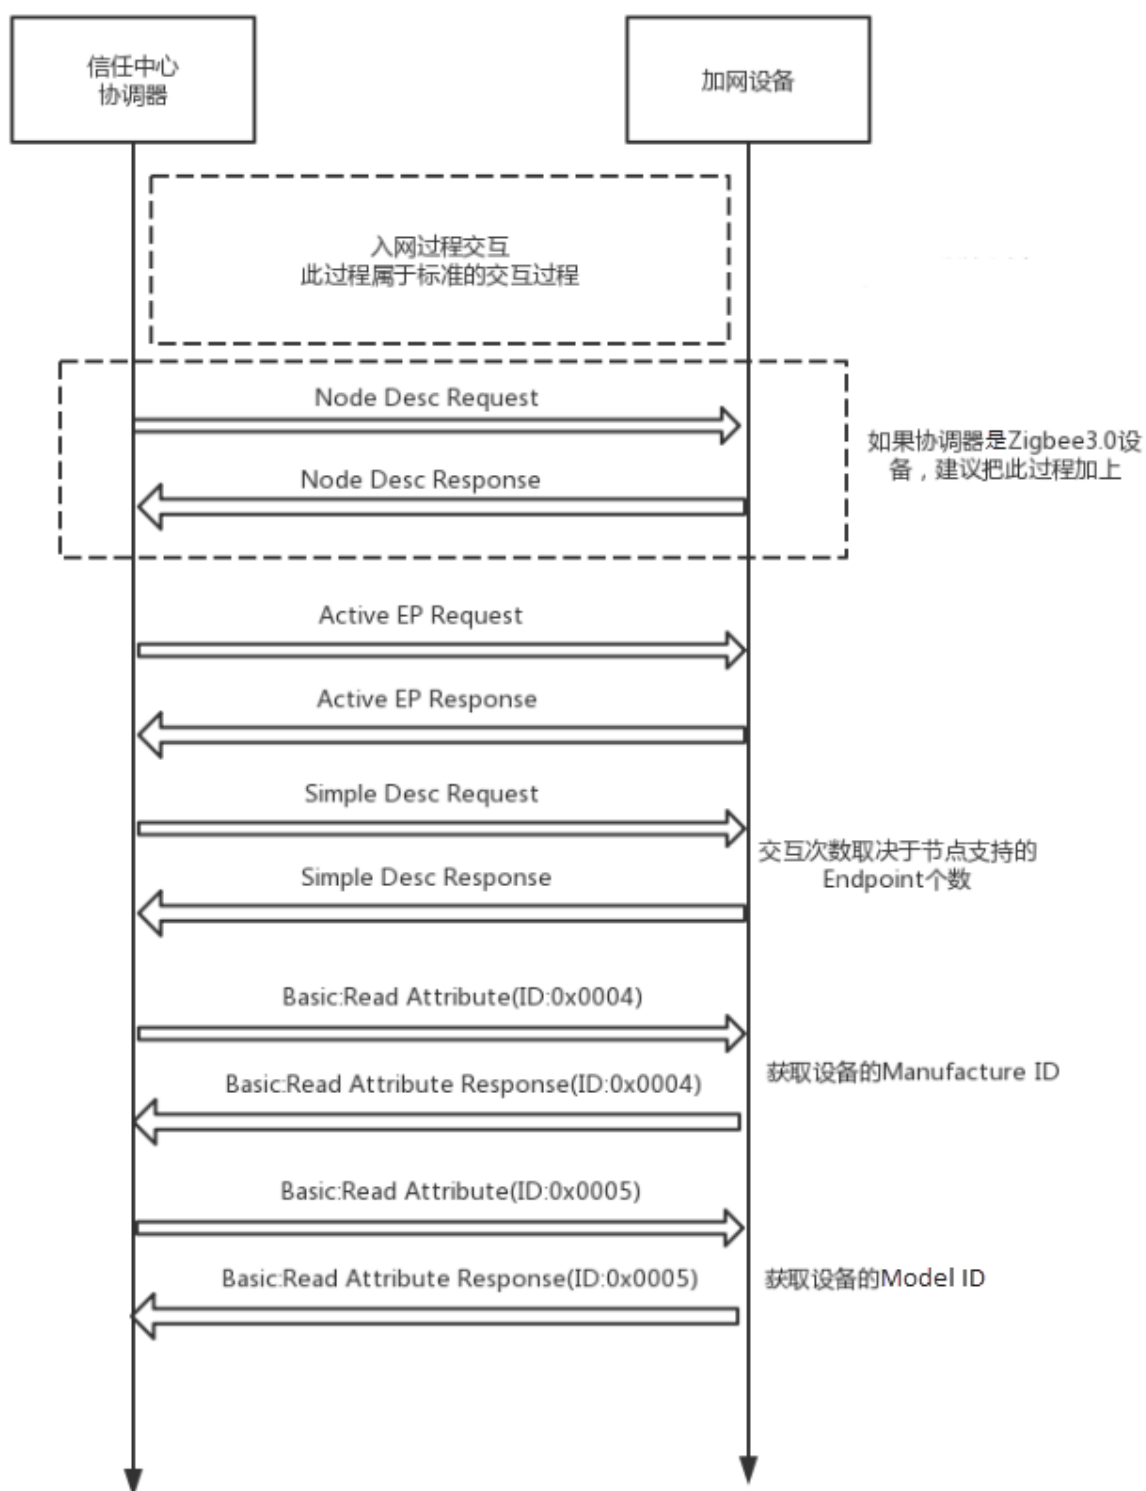 信任中心
协调器
加网设备
入网过程交互
此过程属于标准的交互过程
Node Desc Request
Node Desc Response
如果协调器是Zigbee3.0设
备，建议把此过程加上
Active EP Request
Active EP Response
Simple Desc Request
Simple Desc Response
交互次数取决于节点支持的
Endpoint个数
Basic:Read Attribute(ID:0x0004)
Basic:Read Attribute Response(ID:0x0004)
获取设备的Manufacture ID
Basic:Read Attribute(ID:0x0005)
Basic:Read Attribute Response(ID:0x0005)
获取设备的Model ID